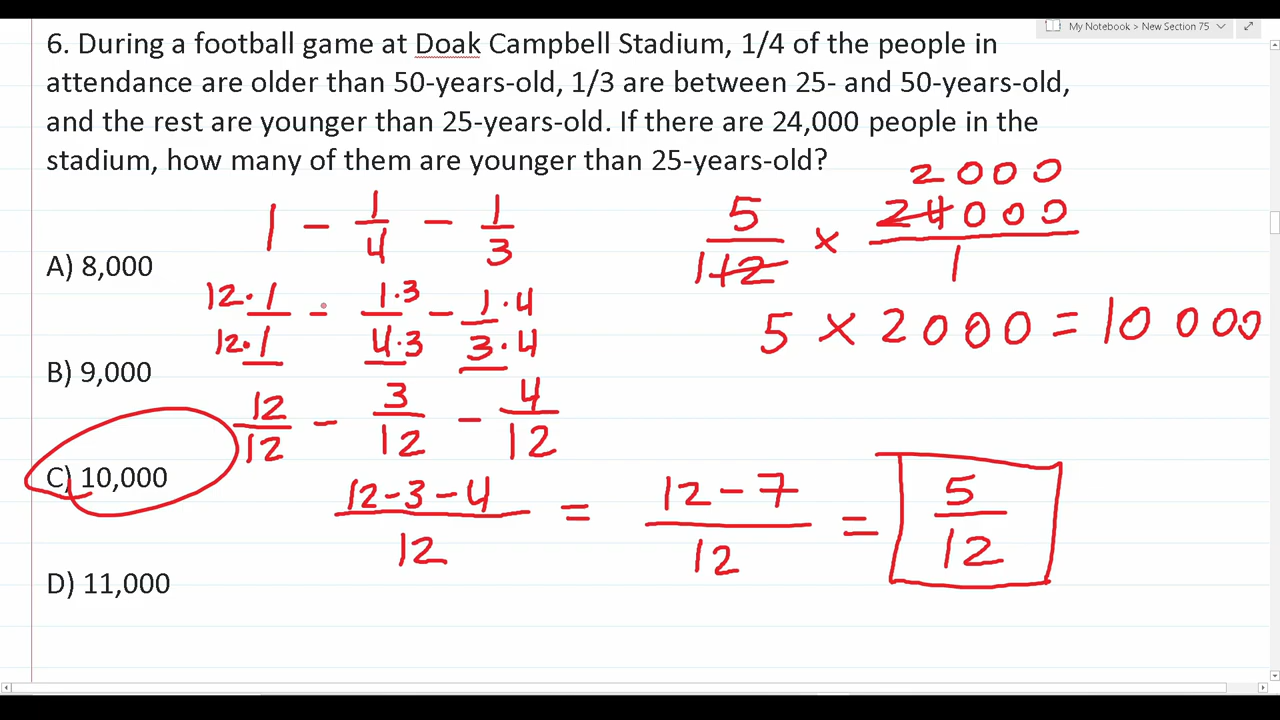 My Notebook > New Section 75
6. During a football game at Doak Campbell Stadium, 1/4 of the people in
attendance are older than 50-years-old, 1/3 are between 25- and 50-years-old,
and the rest are younger than 25-years-old. If there are 24,000 people in the
stadium, how many of them are younger than 25-years-old?
A) 8,000
B) 9,000
C) 10,000
D) 11,000
1 - 1/4 - 1/3
12·1/12·1 - 1·3/4·3 - 1·4/3·4
12/12 - 3/12 - 4/12
12-3-4/12 = 12-7/12 = 5/12
2000
5/112 x 24000/1
5 x 2000 = 10000